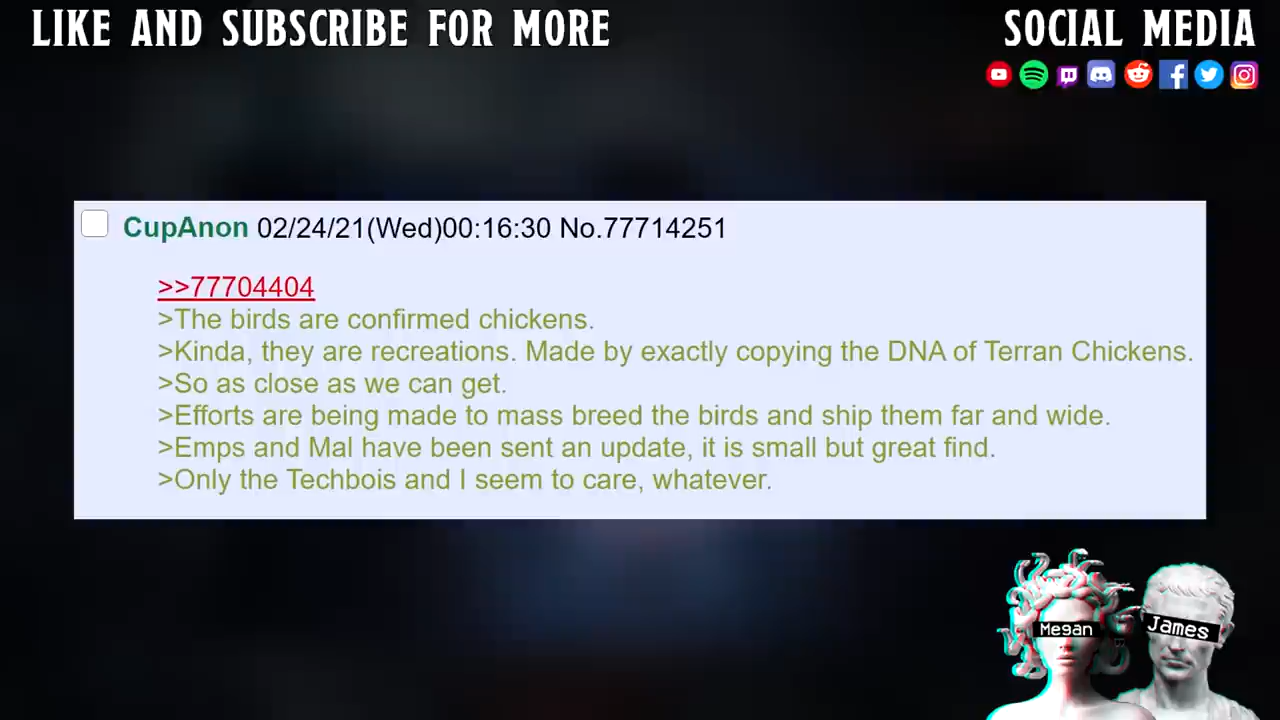 LIKE AND SUBSCRIBE FOR MORE
SOCIAL MEDIA
CupAnon 02/24/21(Wed)00:16:30 No.77714251
>>77704404
>The birds are confirmed chickens.
>Kinda, they are recreations. Made by exactly copying the DNA of Terran Chickens.
>So as close as we can get.
>Efforts are being made to mass breed the birds and ship them far and wide.
>Emps and Mal have been sent an update, it is small but great find.
>Only the Techbois and I seem to care, whatever.
Megan
James